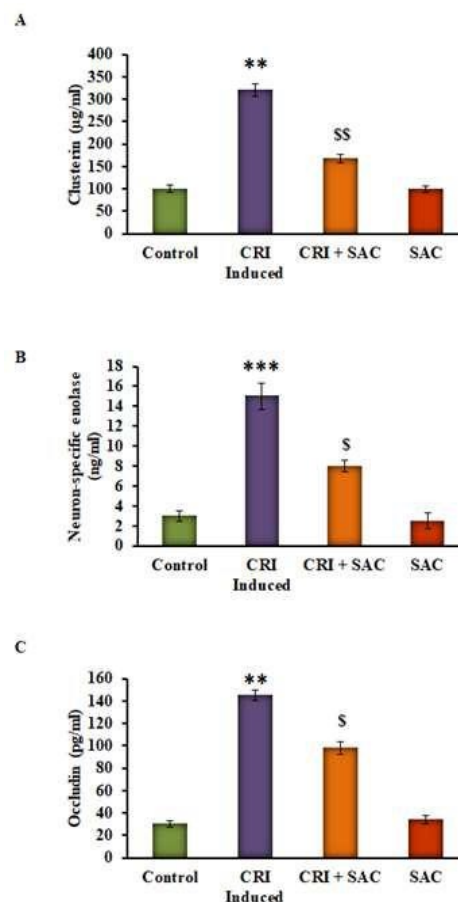 A
Clusterin (µg/ml)
400
350
300
250
200
150
100
50
0
**
$$
Control CRI CRI + SAC SAC
Induced
B
Neuron-specific enolase
(ng/ml)
18
16
14
12
10
8
6
4
2
0
***
$
Control CRI CRI + SAC SAC
Induced
C
Occludin (pg/ml)
160
140
120
100
80
60
40
20
0
**
$
Control CRI CRI + SAC SAC
Induced